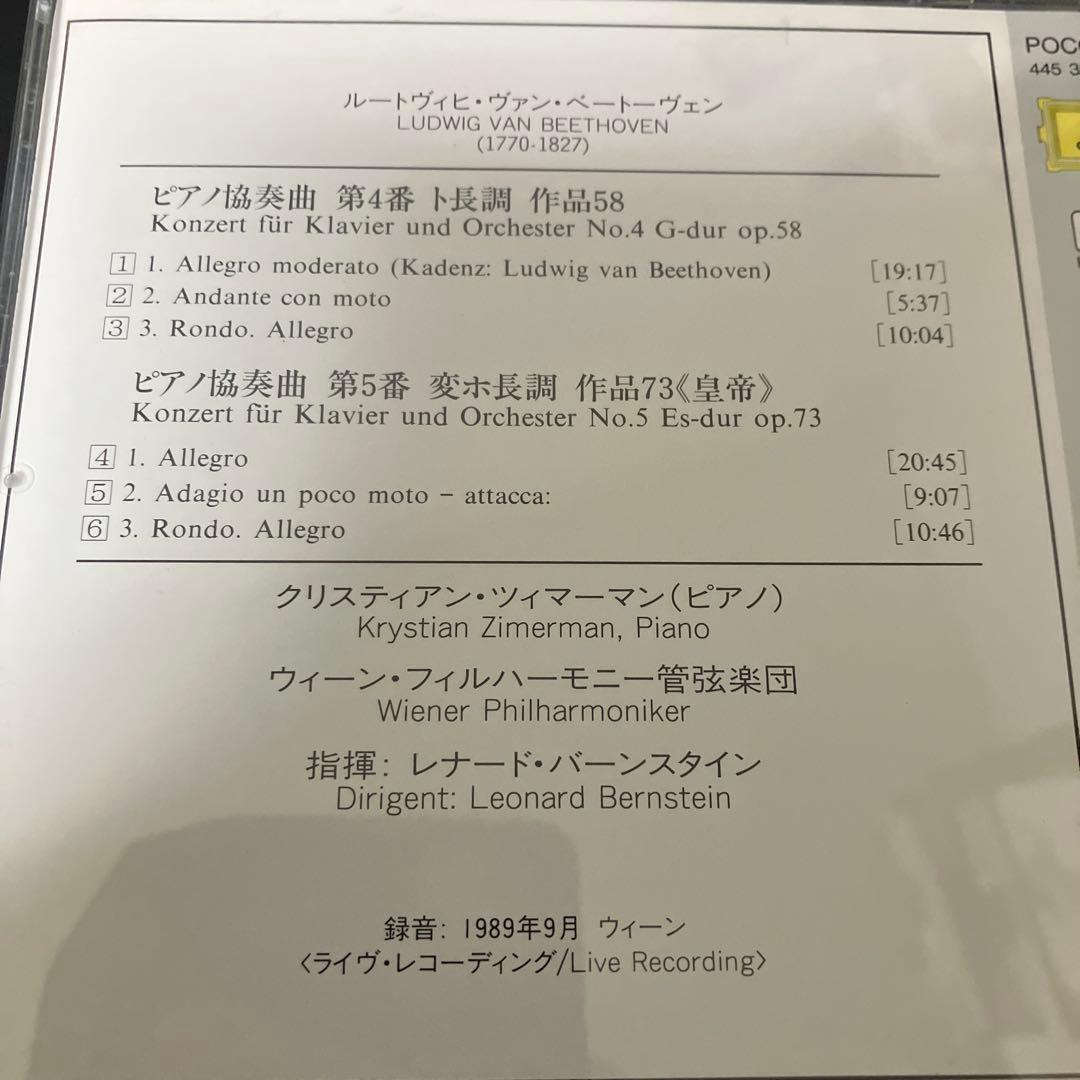 ルートヴィヒ・ヴァン・ベートーヴェン
LUDWIG VAN BEETHOVEN
(1770-1827)
ピアノ協奏曲 第4番 ト長調 作品58
Konzert für Klavier und Orchester No.4 G-dur op.58
1 1. Allegro moderato (Kadenz: Ludwig van Beethoven) [19:17]
2 2. Andante con moto [5:37]
3 3. Rondo. Allegro [10:04]
ピアノ協奏曲 第5番 変ホ長調 作品73《皇帝》
Konzert für Klavier und Orchester No.5 Es-dur op.73
4 1. Allegro [20:45]
5 2. Adagio un poco moto – attacca: [9:07]
6 3. Rondo. Allegro [10:46]
クリスティアン・ツィマーマン(ピアノ)
Krystian Zimerman, Piano
ウィーン・フィルハーモニー管弦楽団
Wiener Philharmoniker
指揮: レナード・バーンスタイン
Dirigent: Leonard Bernstein
録音: 1989年9月 ウィーン
〈ライヴ・レコーディング/Live Recording〉
445